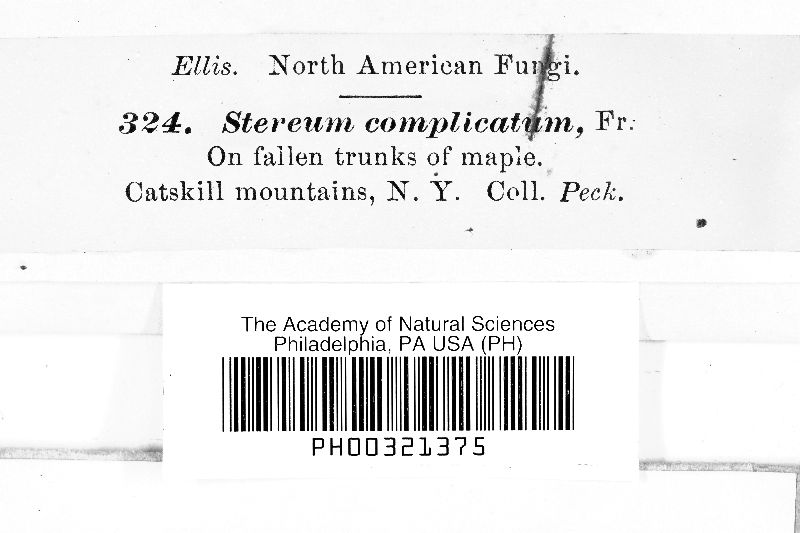 Ellis. North American Fungi.
324. Stereum complicatum, Fr.
On fallen trunks of maple.
Catskill mountains, N. Y. Coll. Peck.
The Academy of Natural Sciences
Philadelphia, PA USA (PH)
PH00321375